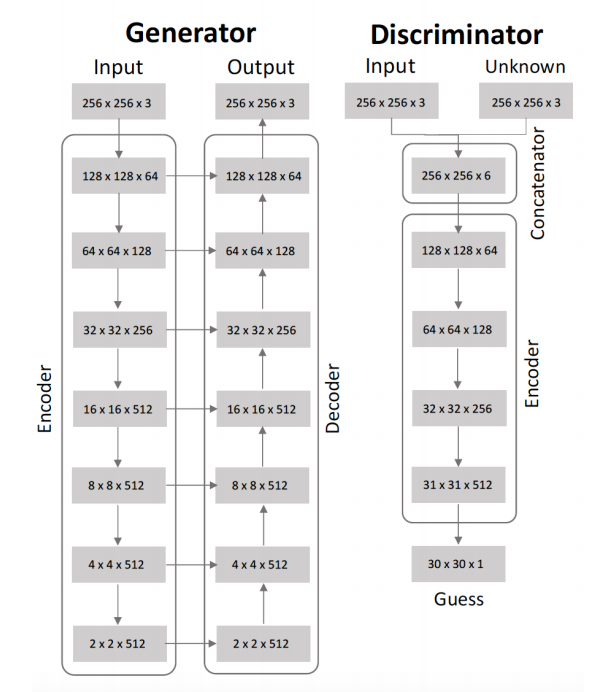 Generator
Input
Output
256 x 256 x 3
256 x 256 x 3
128 x 128 x 64
128 x 128 x 64
64 x 64 x 128
64 x 64 x 128
32 x 32 x 256
32 x 32 x 256
16 x 16 x 512
16 x 16 x 512
8 x 8 x 512
8 x 8 x 512
4 x 4 x 512
4 x 4 x 512
2 x 2 x 512
2 x 2 x 512
Encoder
Decoder
Discriminator
Input
Unknown
256 x 256 x 3
256 x 256 x 3
256 x 256 x 6
Concatenator
128 x 128 x 64
64 x 64 x 128
32 x 32 x 256
31 x 31 x 512
Encoder
30 x 30 x 1
Guess